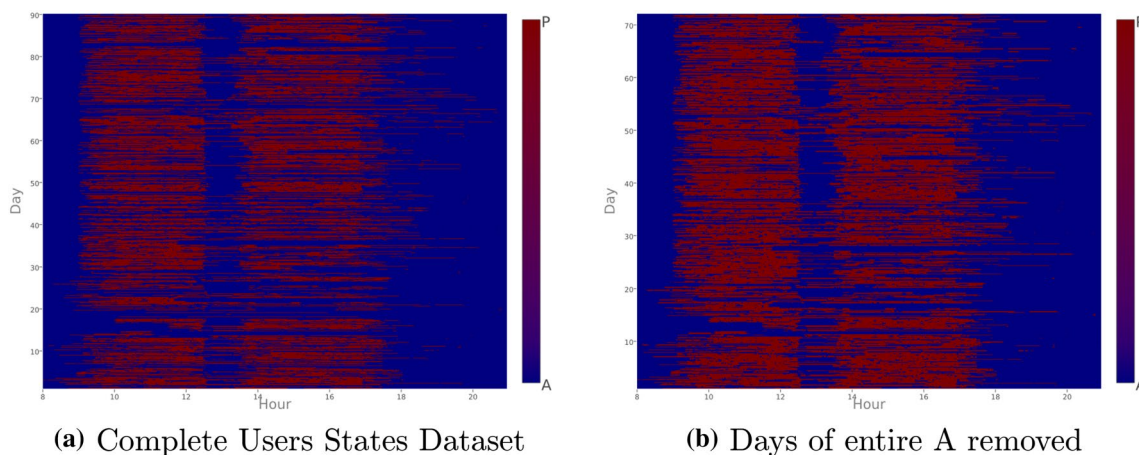 90
80
70
60
50
40
30
20
10
Day
8 10 12 14 16 18 20
Hour
P
A
(a) Complete Users States Dataset
70
60
50
40
30
20
10
Day
8 10 12 14 16 18 20
Hour
P
A
(b) Days of entire A removed